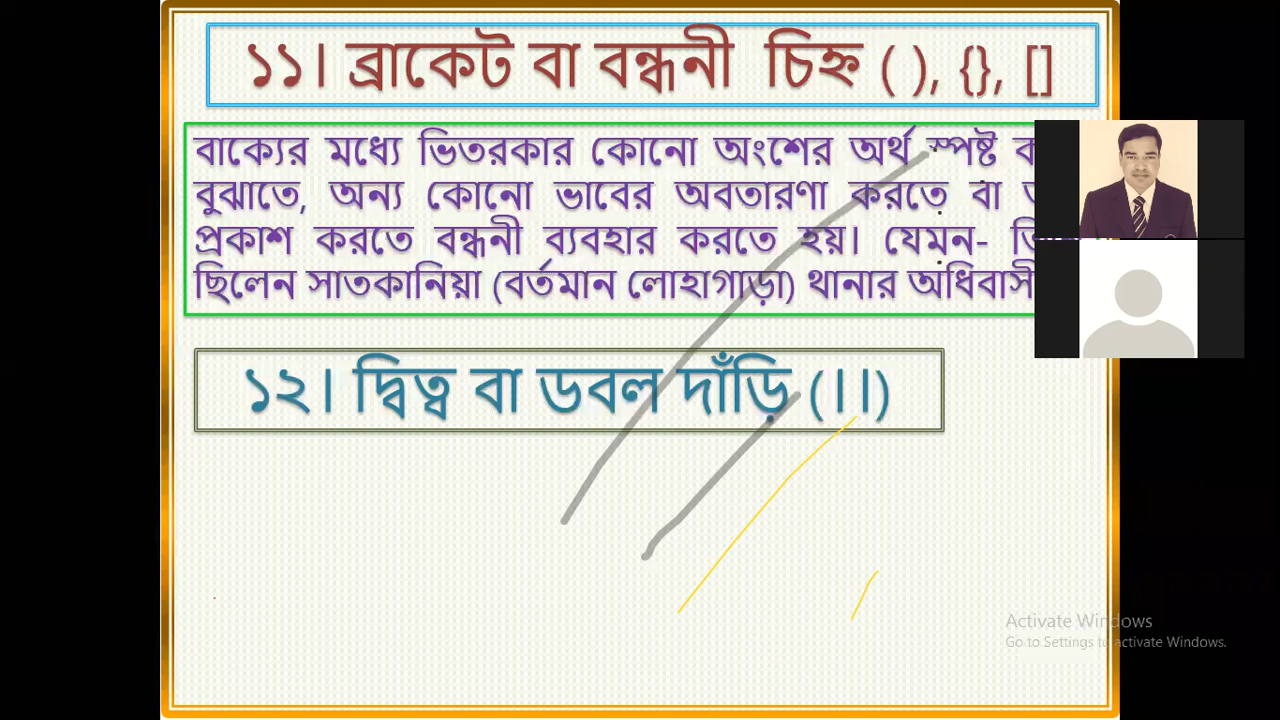 ১১। ব্রাকেট বা বন্ধনী চিহ্ন ( ), {}, []
বাক্যের মধ্যে ভিতরকার কোনো অংশের অর্থ স্পষ্ট
বুঝাতে, অন্য কোনো ভাবের অবতারণা করতে বা
প্রকাশ করতে বন্ধনী ব্যবহার করতে হয়। যেমন-
ছিলেন সাতকানিয়া (বর্তমান লোহাগাড়া) থানার অধিবাসী
১২। দ্বিত্ব বা ডবল দাঁড়ি (।।)
Activate Windows
Go to Settings to activate Windows.